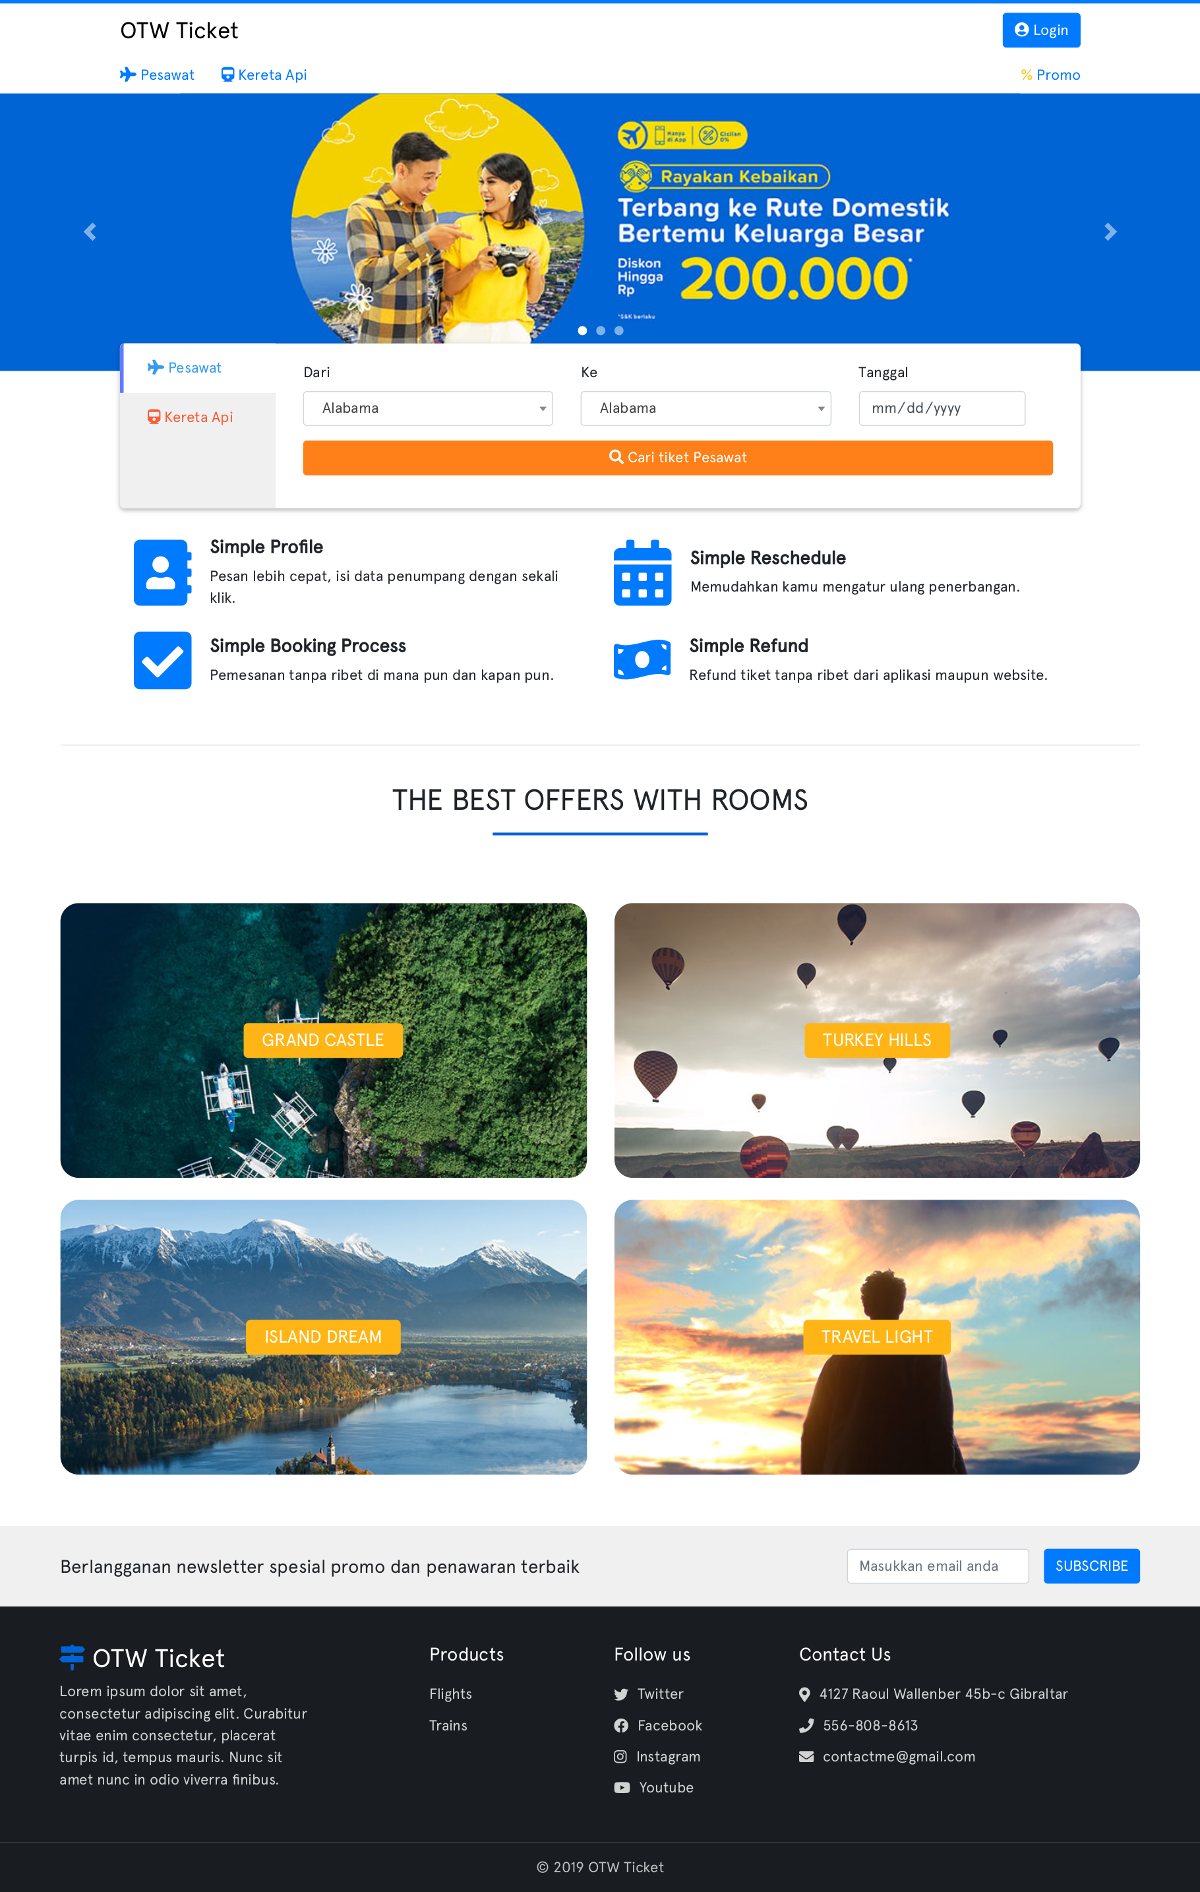 OTW Ticket
Login
Pesawat
Kereta Api
% Promo
Hanya di App
Cicilan 0%
Rayakan Kebaikan
Terbang ke Rute Domestik
Bertemu Keluarga Besar
Diskon
Hingga
Rp
200.000*
*S&K berlaku
Pesawat
Kereta Api
Dari
Ke
Tanggal
Alabama
Alabama
mm/dd/yyyy
Cari tiket Pesawat
Simple Profile
Pesan lebih cepat, isi data penumpang dengan sekali
klik.
Simple Reschedule
Memudahkan kamu mengatur ulang penerbangan.
Simple Booking Process
Pemesanan tanpa ribet di mana pun dan kapan pun.
Simple Refund
Refund tiket tanpa ribet dari aplikasi maupun website.
THE BEST OFFERS WITH ROOMS
GRAND CASTLE
TURKEY HILLS
ISLAND DREAM
TRAVEL LIGHT
Berlangganan newsletter spesial promo dan penawaran terbaik
Masukkan email anda
SUBSCRIBE
OTW Ticket
Lorem ipsum dolor sit amet,
consectetur adipiscing elit. Curabitur
vitae enim consectetur, placerat
turpis id, tempus mauris. Nunc sit
amet nunc in odio viverra finibus.
Products
Flights
Trains
Follow us
Twitter
Facebook
Instagram
Youtube
Contact Us
4127 Raoul Wallenber 45b-c Gibraltar
556-808-8613
contactme@gmail.com
© 2019 OTW Ticket